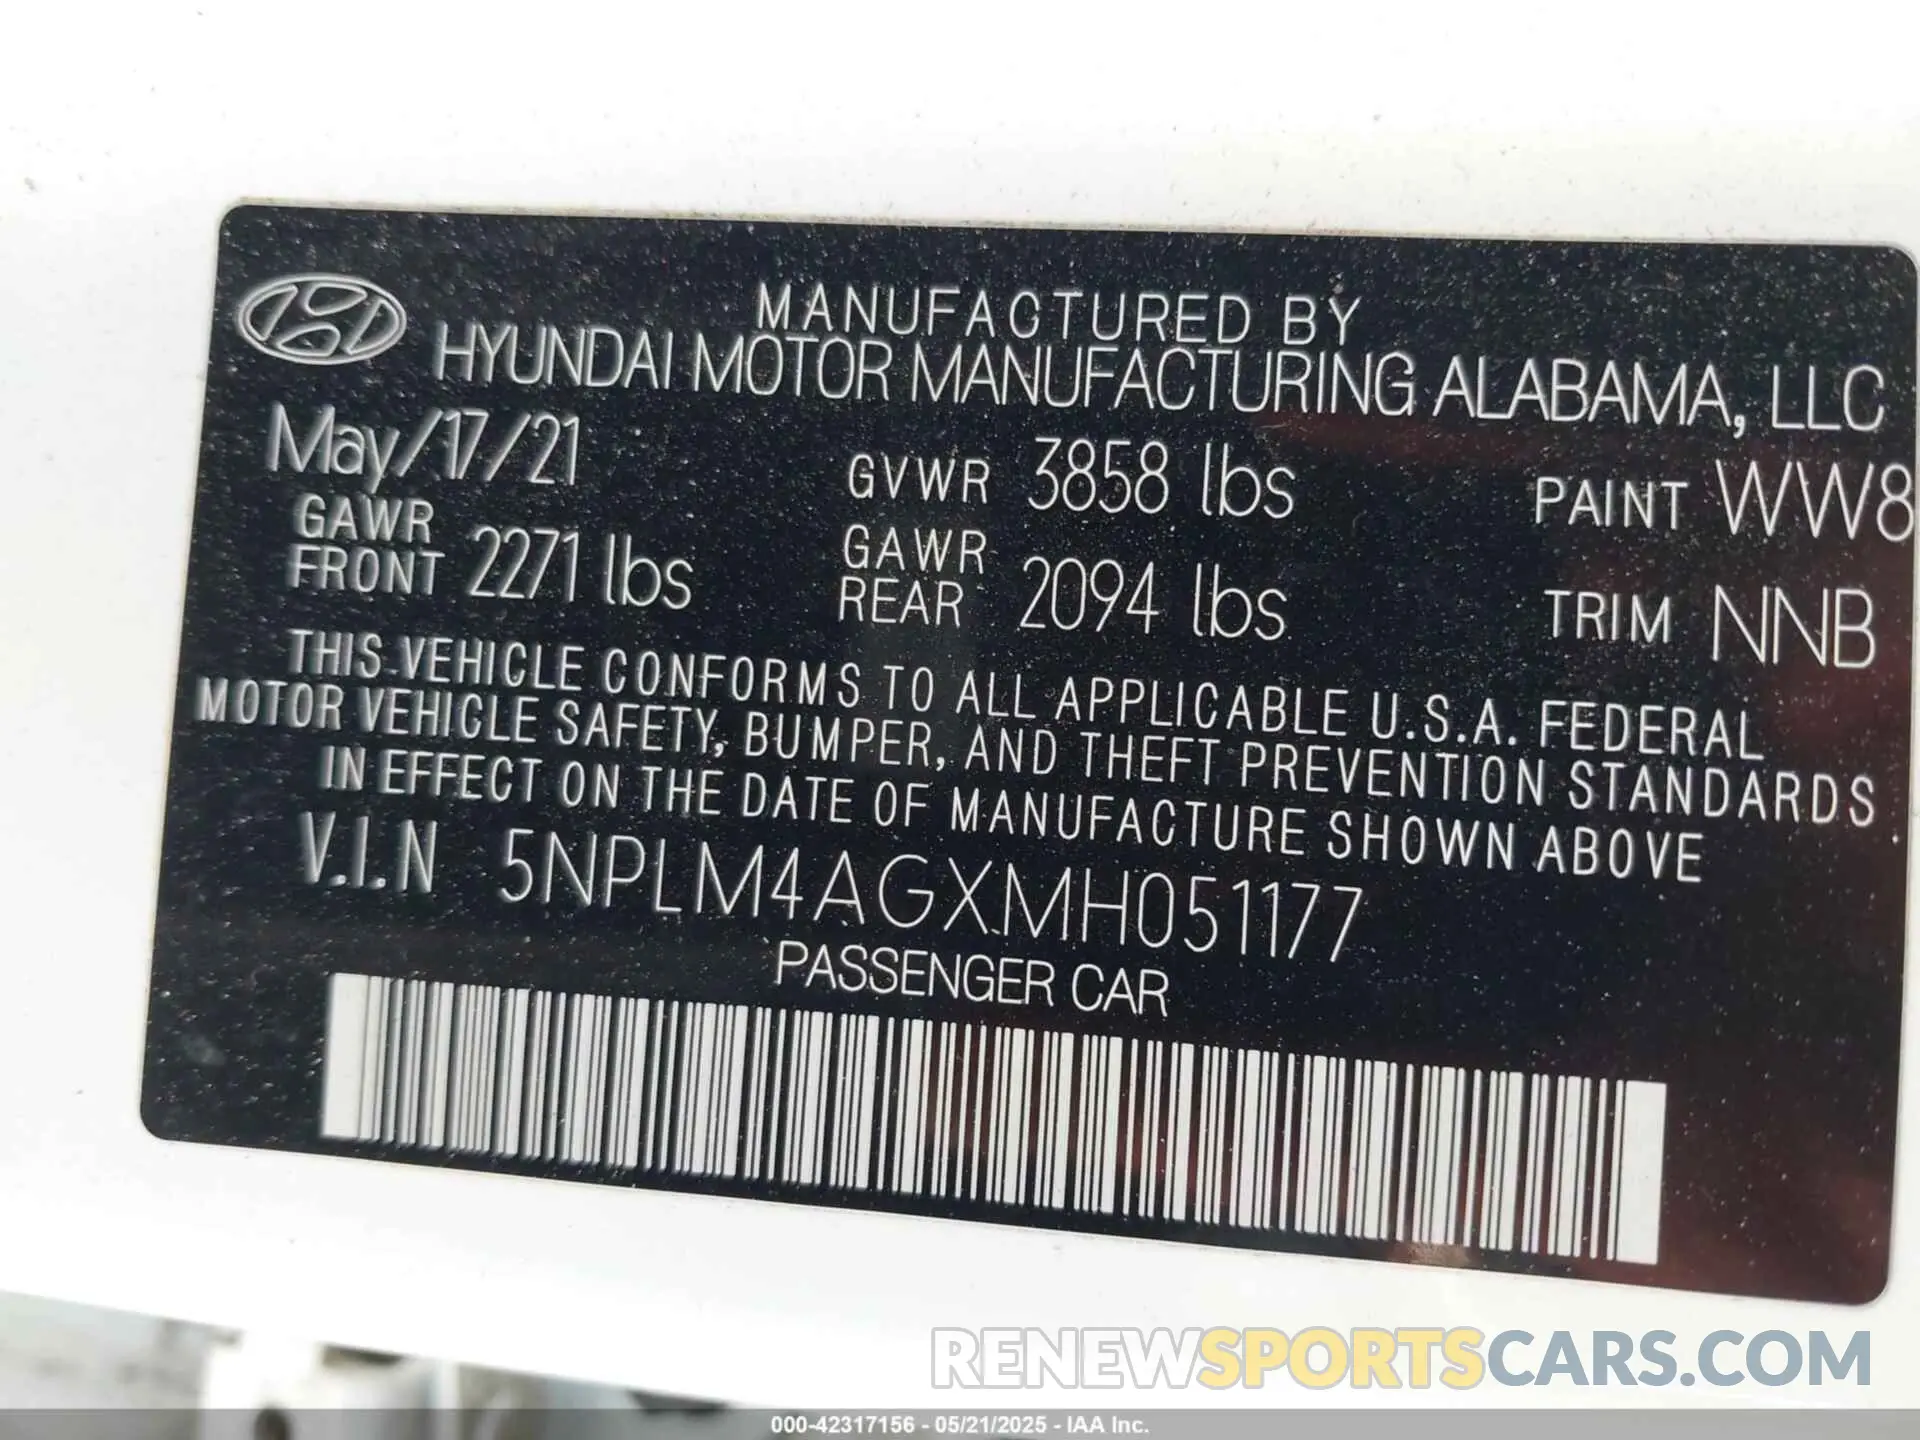 MANUFACTURED BY
HYUNDAI MOTOR MANUFACTURING ALABAMA, LLC
May/17/21 GVWR 3858 lbs PAINT WW8
GAWR FRONT 2271 lbs GAWR REAR 2094 lbs TRIM NNB
THIS VEHICLE CONFORMS TO ALL APPLICABLE U.S.A. FEDERAL
MOTOR VEHICLE SAFETY, BUMPER, AND THEFT PREVENTION STANDARDS
IN EFFECT ON THE DATE OF MANUFACTURE SHOWN ABOVE
V.I.N 5NPLM4AGXMH051177
PASSENGER CAR
RENEWSPORTSCARS.COM
000-42317156 - 05/21/2025 - IAA Inc.